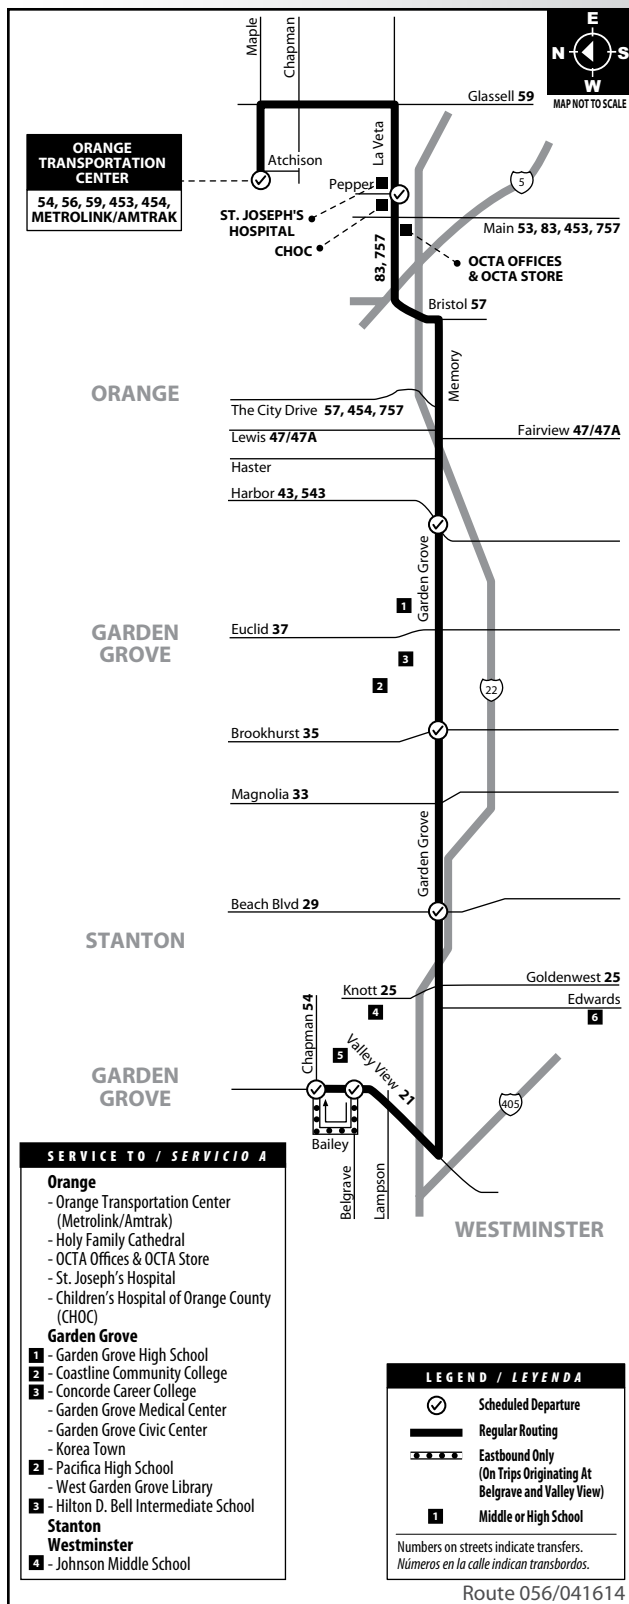 E
N
S
W
MAP NOT TO SCALE
Maple
Chapman
Glassell 59
La Veta
ORANGE
TRANSPORTATION
CENTER
54, 56, 59, 453, 454,
METROLINK/AMTRAK
Atchison
Pepper
5
ST. JOSEPH'S
HOSPITAL
CHOC
Main 53, 83, 453, 757
83, 757
OCTA OFFICES
& OCTA STORE
Bristol 57
Memory
ORANGE
The City Drive 57, 454, 757
Lewis 47/47A
Fairview 47/47A
Haster
Harbor 43, 543
Garden Grove
1
GARDEN
GROVE
Euclid 37
3
2
22
Brookhurst 35
Magnolia 33
Garden Grove
Beach Blvd 29
STANTON
Goldenwest 25
Knott 25
Edwards
4
6
Chapman 54
5
Valley View 21
GARDEN
GROVE
405
Bailey
Belgrave
Lampson
WESTMINSTER
SERVICE TO / SERVICIO A
Orange
- Orange Transportation Center
(Metrolink/Amtrak)
- Holy Family Cathedral
- OCTA Offices & OCTA Store
- St. Joseph's Hospital
- Children's Hospital of Orange County
(CHOC)
Garden Grove
1 - Garden Grove High School
2 - Coastline Community College
3 - Concorde Career College
- Garden Grove Medical Center
- Garden Grove Civic Center
- Korea Town
2 - Pacifica High School
- West Garden Grove Library
3 - Hilton D. Bell Intermediate School
Stanton
Westminster
4 - Johnson Middle School
LEGEND / LEYENDA
Scheduled Departure
Regular Routing
Eastbound Only
(On Trips Originating At
Belgrave and Valley View)
1 Middle or High School
Numbers on streets indicate transfers.
Números en la calle indican transbordos.
Route 056/041614